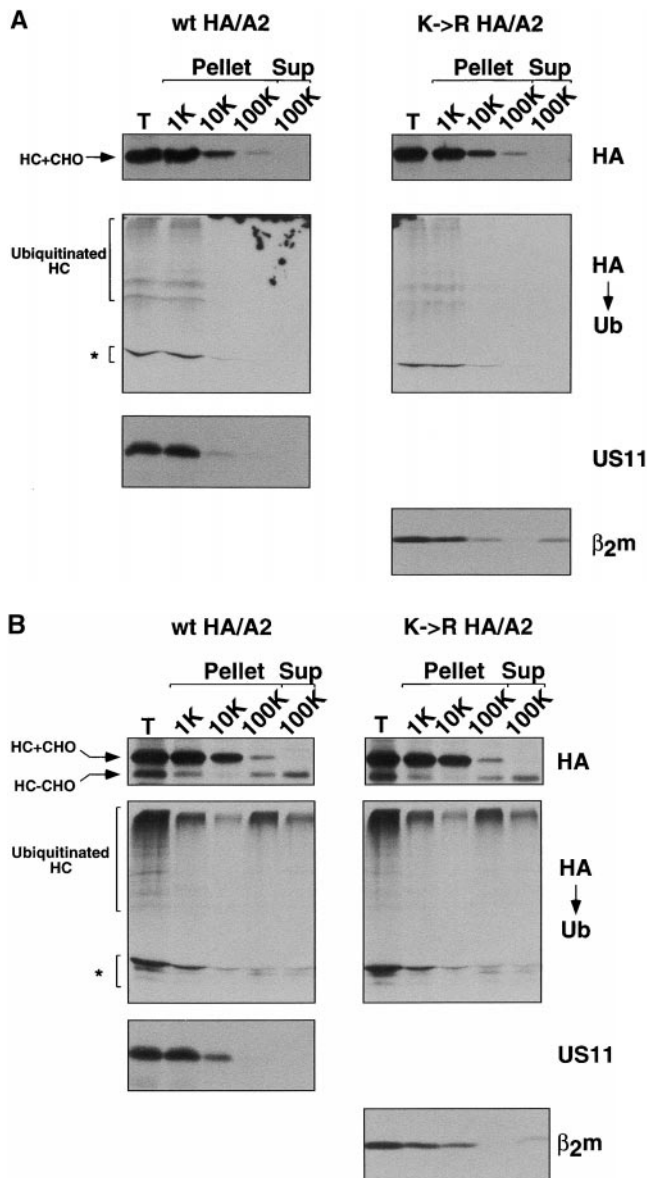 A
wt HA/A2
K->R HA/A2
Pellet Sup
Pellet Sup
T 1K 10K 100K 100K
T 1K 10K 100K 100K
HC+CHO
HA
Ubiquitinated
HC
HA
Ub
*
US11
β2m
B
wt HA/A2
K->R HA/A2
Pellet Sup
Pellet Sup
T 1K 10K 100K 100K
T 1K 10K 100K 100K
HC+CHO
HC-CHO
HA
Ubiquitinated
HC
HA
Ub
*
US11
β2m